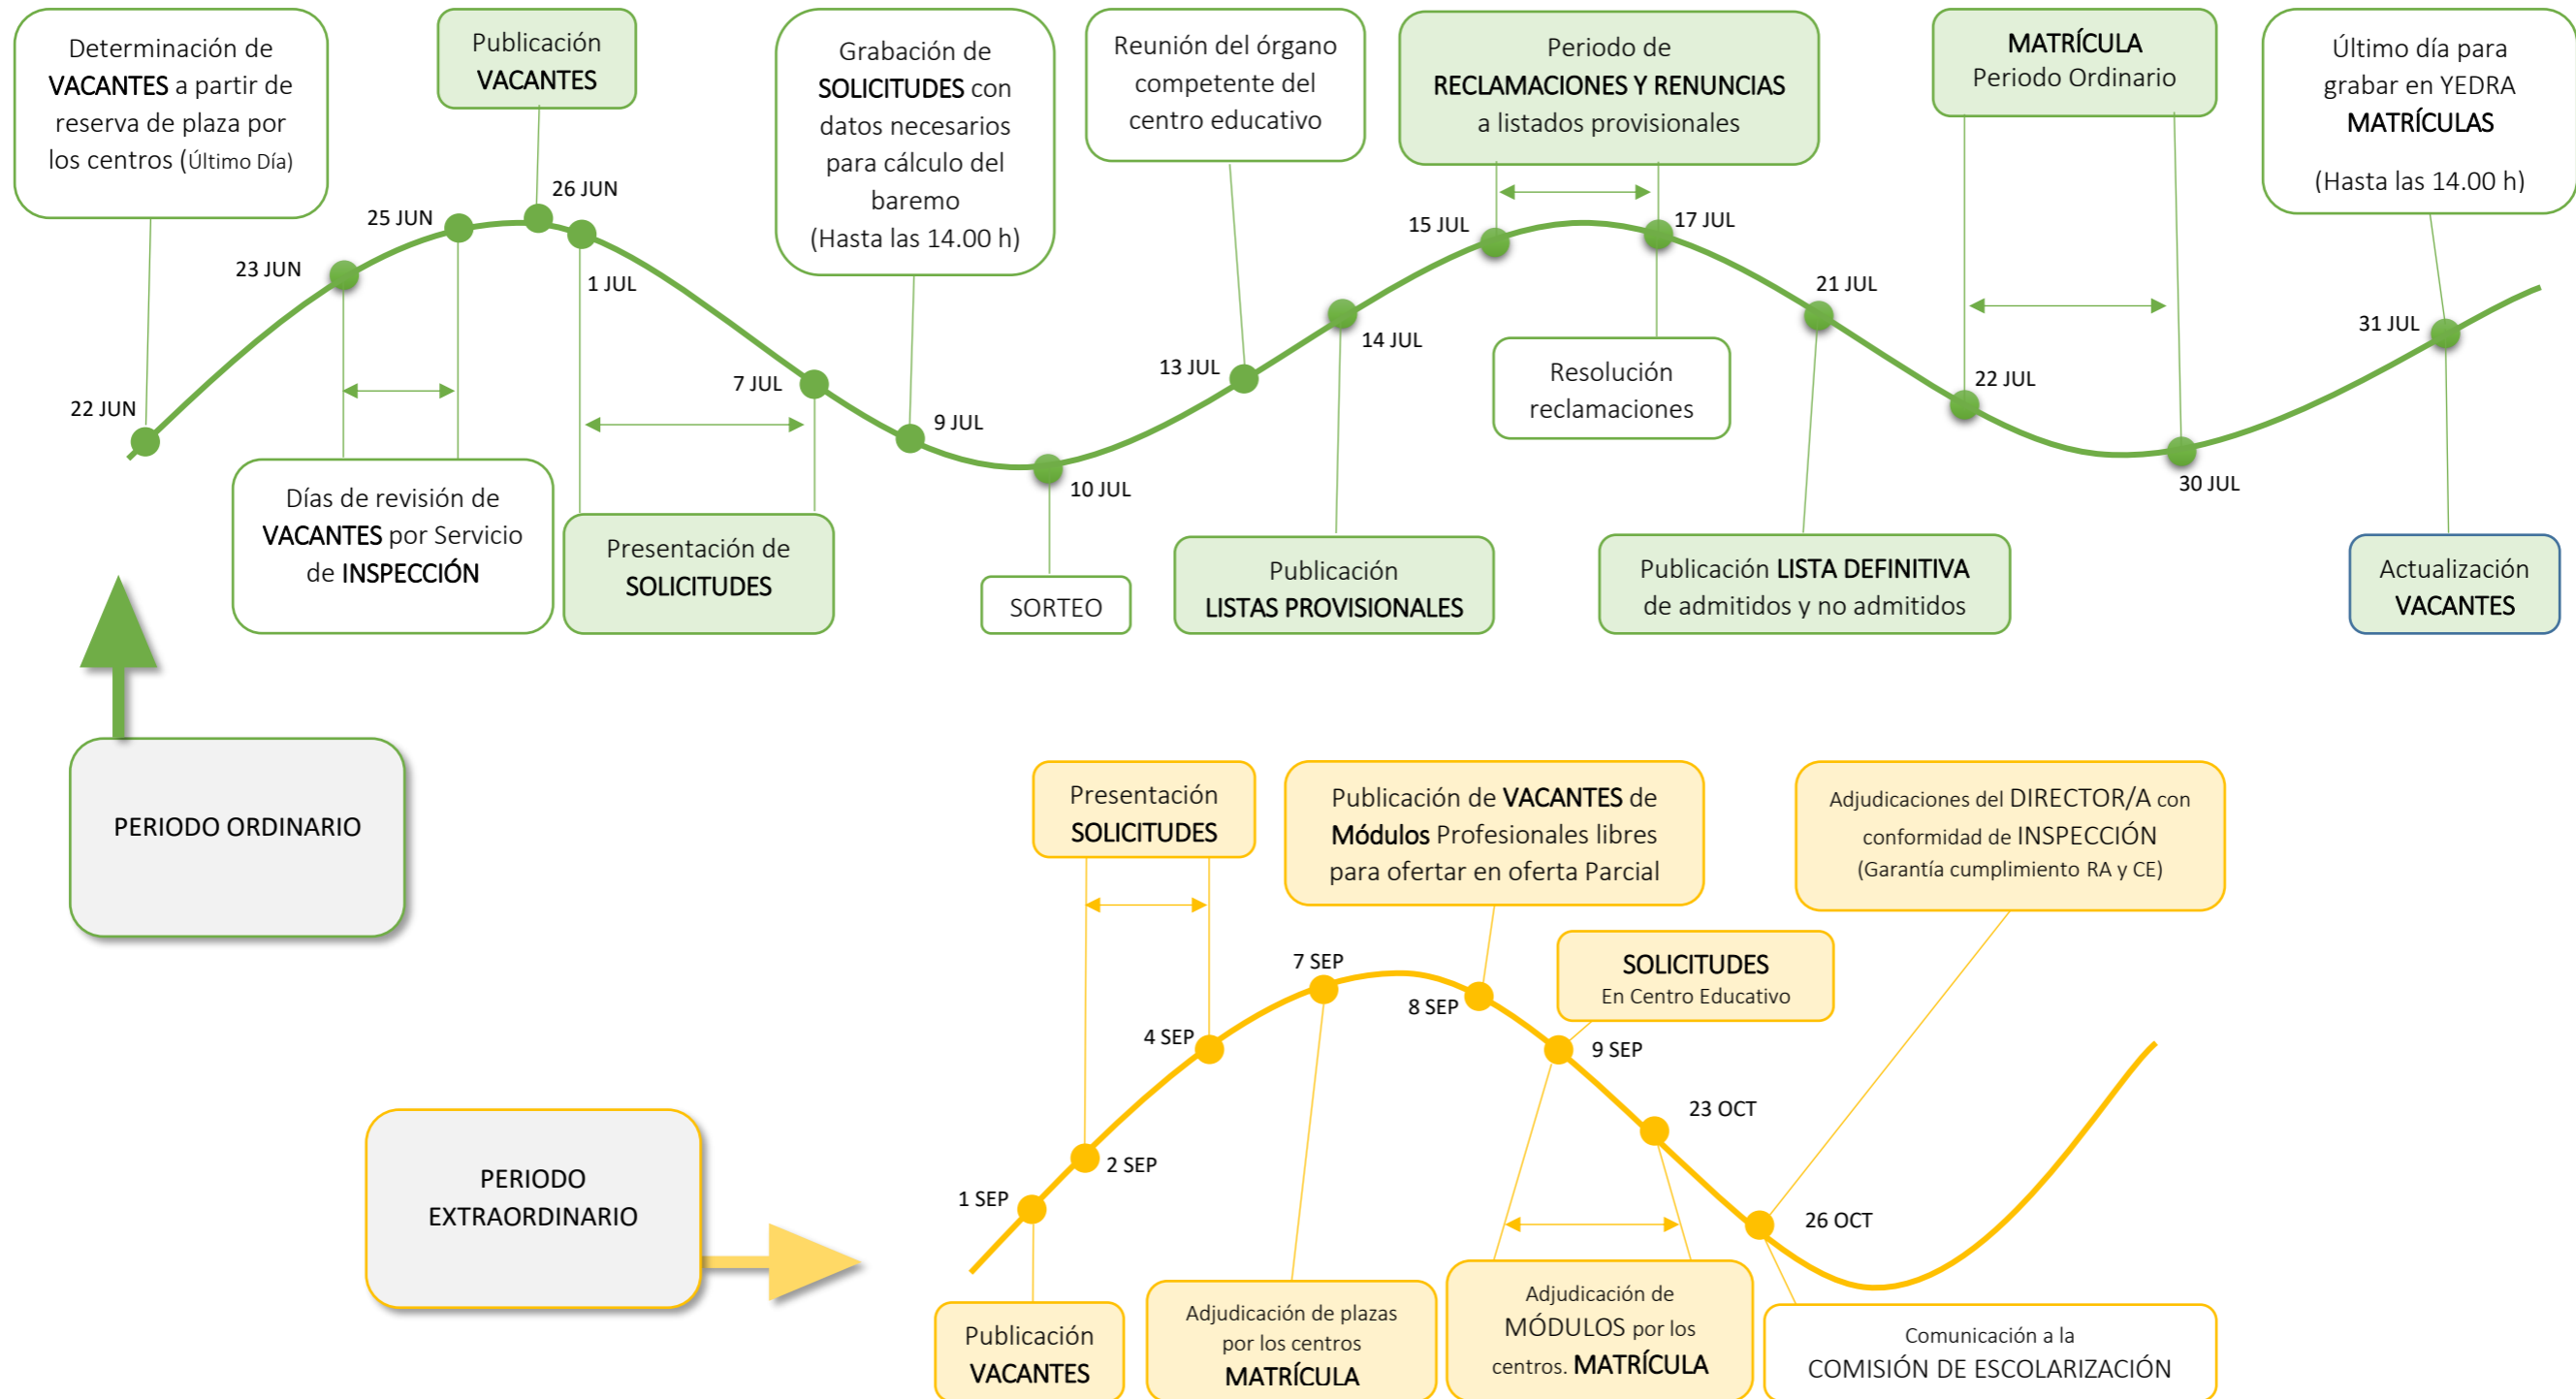 Determinación de
VACANTES a partir de
reserva de plaza por
los centros (Último Día)
Publicación
VACANTES
Grabación de
SOLICITUDES con
datos necesarios
para cálculo del
baremo
(Hasta las 14.00 h)
Reunión del órgano
competente del
centro educativo
Periodo de
RECLAMACIONES Y RENUNCIAS
a listados provisionales
MATRÍCULA
Periodo Ordinario
Último día para
grabar en YEDRA
MATRÍCULAS
(Hasta las 14.00 h)
22 JUN
23 JUN
25 JUN
26 JUN
1 JUL
7 JUL
9 JUL
10 JUL
13 JUL
14 JUL
15 JUL
17 JUL
21 JUL
22 JUL
30 JUL
31 JUL
Días de revisión de
VACANTES por Servicio
de INSPECCIÓN
Presentación de
SOLICITUDES
SORTEO
Publicación
LISTAS PROVISIONALES
Resolución
reclamaciones
Publicación LISTA DEFINITIVA
de admitidos y no admitidos
Actualización
VACANTES
PERIODO ORDINARIO
Presentación
SOLICITUDES
Publicación de VACANTES de
Módulos Profesionales libres
para ofertar en oferta Parcial
Adjudicaciones del DIRECTOR/A con
conformidad de INSPECCIÓN
(Garantía cumplimiento RA y CE)
SOLICITUDES
En Centro Educativo
1 SEP
2 SEP
4 SEP
7 SEP
8 SEP
9 SEP
23 OCT
26 OCT
PERIODO
EXTRAORDINARIO
Publicación
VACANTES
Adjudicación de plazas
por los centros
MATRÍCULA
Adjudicación de
MÓDULOS por los
centros. MATRÍCULA
Comunicación a la
COMISIÓN DE ESCOLARIZACIÓN